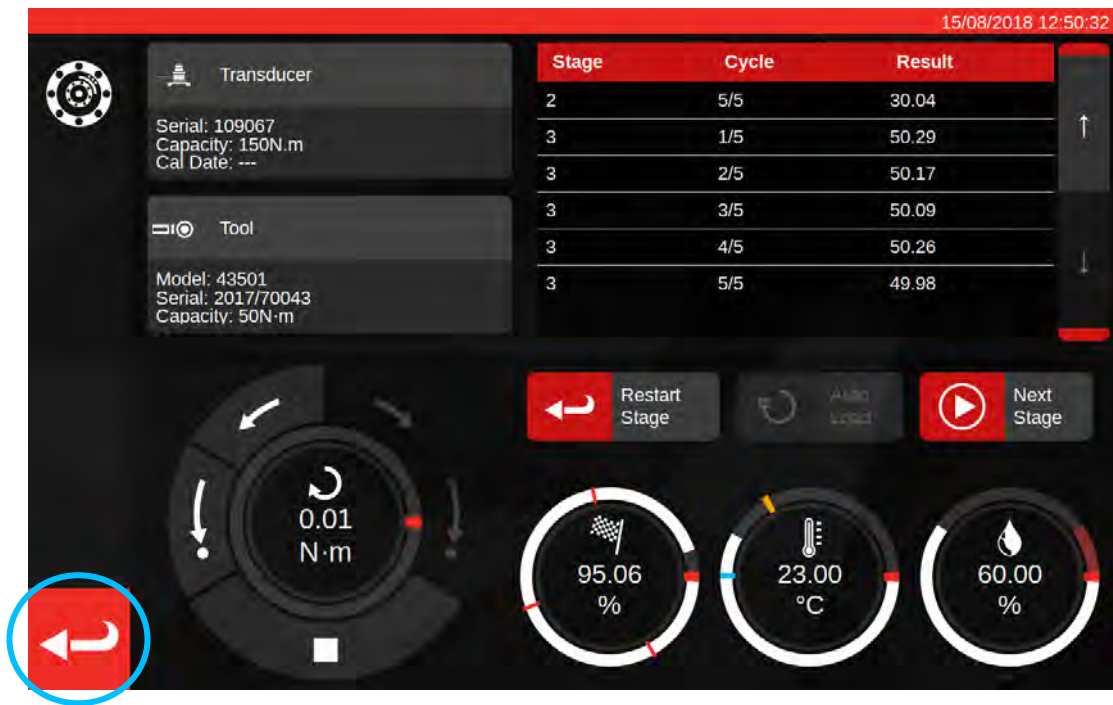 15/08/2018 12:50:32
Transducer
Serial: 109067
Capacity: 150N.m
Cal Date: ---
Tool
Model: 43501
Serial: 2017/70043
Capacity: 50N·m
Stage Cycle Result
2 5/5 30.04
3 1/5 50.29
3 2/5 50.17
3 3/5 50.09
3 4/5 50.26
3 5/5 49.98
Restart
Stage
Auto
Load
Next
Stage
0.01
N·m
95.06
%
23.00
°C
60.00
%